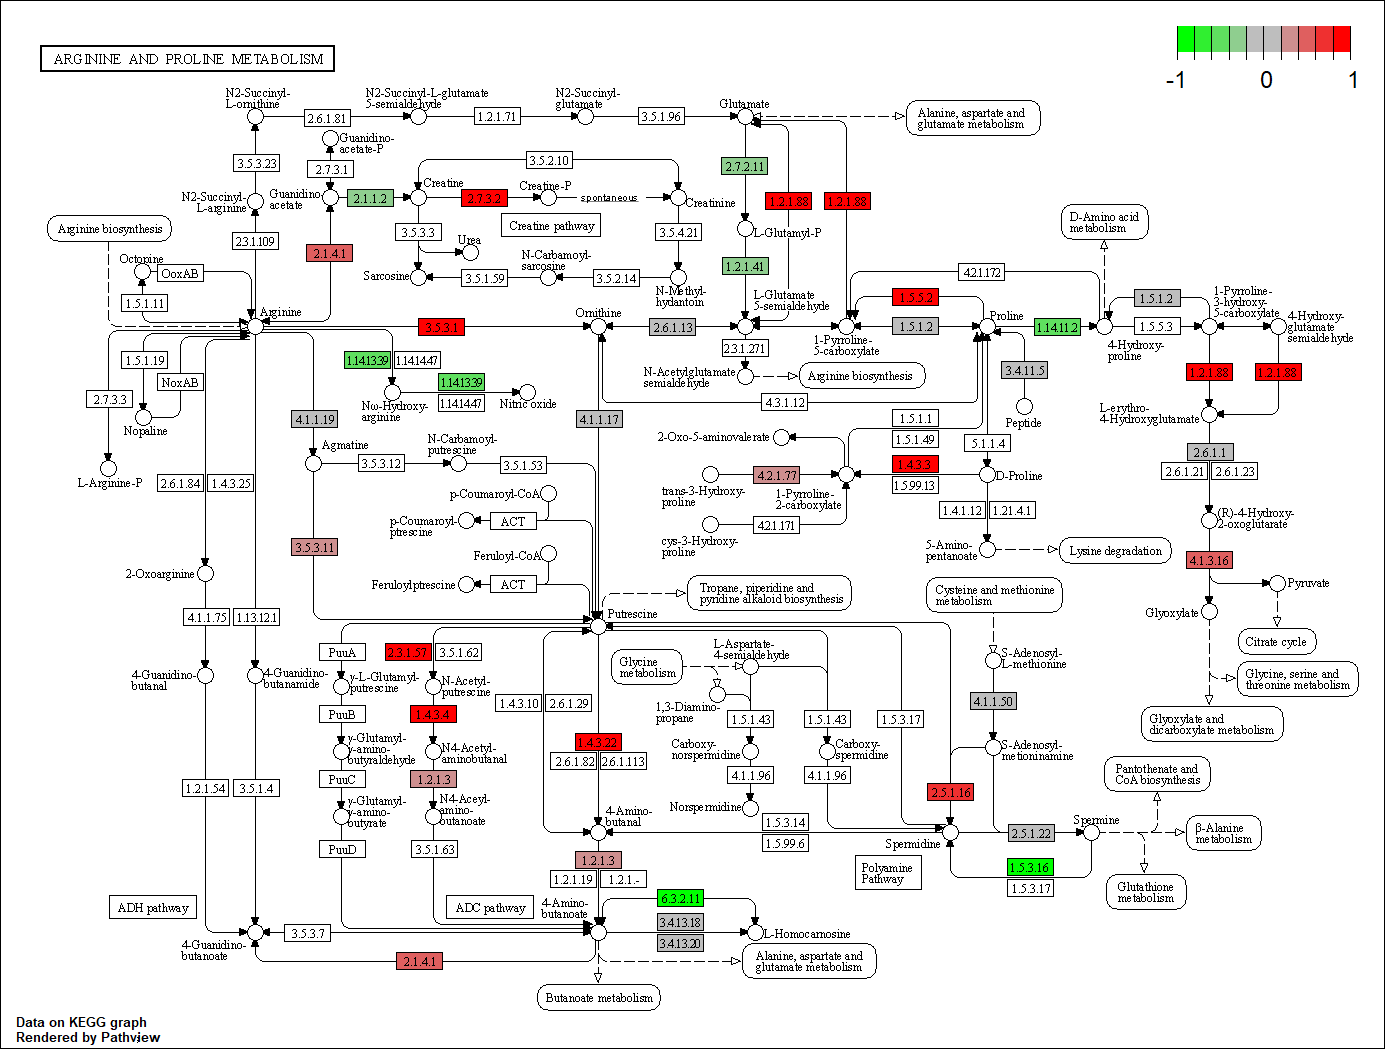 ARGININE AND PROLINE METABOLISM
-1
0
1
N2-Succinyl-
L-ornithine
2.6.1.81
N2-Succinyl-L-glutamate
5-semialdehyde
1.2.1.71
N2-Succinyl-
glutamate
3.5.1.96
Glutamate
Alanine, aspartate and
glutamate metabolism
Guanidino-
acetate-P
3.5.3.23
2.7.3.1
3.5.2.10
2.7.2.11
N2-Succinyl-
L-arginine
Guanidino
acetate
2.1.1.2
Creatine
2.7.3.2
Creatine-P
spontaneous
Creatinine
1.2.1.88
1.2.1.88
Arginine biosynthesis
2.3.1.109
2.1.4.1
3.5.3.3
Urea
Creatine pathway
3.5.4.21
L-Glutamyl-P
D-Amino acid
metabolism
Octopine
OoxAB
1.5.1.11
Sarcosine
3.5.1.59
N-Carbamoyl-
sarcosine
3.5.2.14
N-Methyl-
hydantoin
1.2.1.41
L-Glutamate
5-semialdehyde
4.2.1.172
1.5.5.2
1.5.1.2
1-Pyrroline-
3-hydroxy-
5-carboxylate
Arginine
3.5.3.1
Ornithine
2.6.1.13
1.5.1.2
Proline
1.14.11.2
1.5.5.3
4-Hydroxy-
proline
4-Hydroxy-
glutamate
semialdehyde
1-Pyrroline-
5-carboxylate
2.3.1.271
1.5.1.19
NoxAB
1.14.13.39
1.14.14.47
1.14.13.39
1.14.14.47
Nω-Hydroxy-
arginine
Nitric oxide
N-Acetylglutamate
semialdehyde
Arginine biosynthesis
3.4.11.5
1.2.1.88
1.2.1.88
2.7.3.3
Nopaline
4.3.1.12
Peptide
L-erythro-
4-Hydroxyglutamate
4.1.1.19
4.1.1.17
1.5.1.1
1.5.1.49
Agmatine
3.5.3.12
N-Carbamoyl-
putrescine
3.5.1.53
2-Oxo-5-aminovalerate
5.1.1.4
2.6.1.1
2.6.1.21
2.6.1.23
L-Arginine-P
2.6.1.84
1.4.3.25
4.2.1.77
trans-3-Hydroxy-
proline
1-Pyrroline-
2-carboxylate
1.4.3.3
1.5.99.13
D-Proline
p-Coumaroyl-CoA
p-Coumaroyl-
ptrescine
ACT
4.2.1.171
cys-3-Hydroxy-
proline
1.4.1.12
1.21.4.1
(R)-4-Hydroxy-
2-oxoglutarate
3.5.3.11
Feruloyl-CoA
5-Amino-
pentanoate
Lysine degradation
4.1.3.16
2-Oxoarginine
Feruloylptrescine
ACT
Tropane, piperidine and
pyridine alkaloid biosynthesis
Cysteine and methionine
metabolism
Pyruvate
4.1.1.75
1.13.12.1
Putrescine
Glyoxylate
Citrate cycle
PuuA
2.3.1.57
3.5.1.62
Glycine
metabolism
L-Aspartate-
4-semialdehyde
S-Adenosyl-
L-methionine
4-Guanidino-
butanal
4-Guanidino-
butanamide
γ-L-Glutamyl-
putrescine
N-Acetyl-
putrescine
Glycine, serine and
threonine metabolism
PuuB
1.4.3.4
1.4.3.10
2.6.1.29
1,3-Diamino-
propane
1.5.1.43
1.5.1.43
1.5.3.17
4.1.1.50
Glyoxylate and
dicarboxylate metabolism
γ-Glutamyl-
γ-amino-
butyraldehyde
N4-Acetyl-
aminobutanal
1.4.3.22
2.6.1.82
2.6.1.113
Carboxy-
norspermidine
Carboxy-
spermidine
S-Adenosyl-
metioninamine
PuuC
1.2.1.3
4.1.1.96
4.1.1.96
Pantothenate and
CoA biosynthesis
1.2.1.54
3.5.1.4
γ-Glutamyl-
γ-amino-
butyrate
N4-Aceyl-
amino-
butanoate
4-Amino-
butanal
Norspermidine
2.5.1.16
PuuD
3.5.1.63
1.5.3.14
1.5.99.6
Spermidine
2.5.1.22
Spermine
β-Alanine
metabolism
1.2.1.3
1.2.1.19
1.2.1.-
Polyamine
Pathway
1.5.3.16
1.5.3.17
Glutathione
metabolism
ADH pathway
ADC pathway
4-Amino-
butanoate
6.3.2.11
3.4.13.18
3.4.13.20
L-Homocarnosine
4-Guanidino-
butanoate
3.5.3.7
2.1.4.1
Alanine, aspartate and
glutamate metabolism
Butanoate metabolism
Data on KEGG graph
Rendered by Pathview